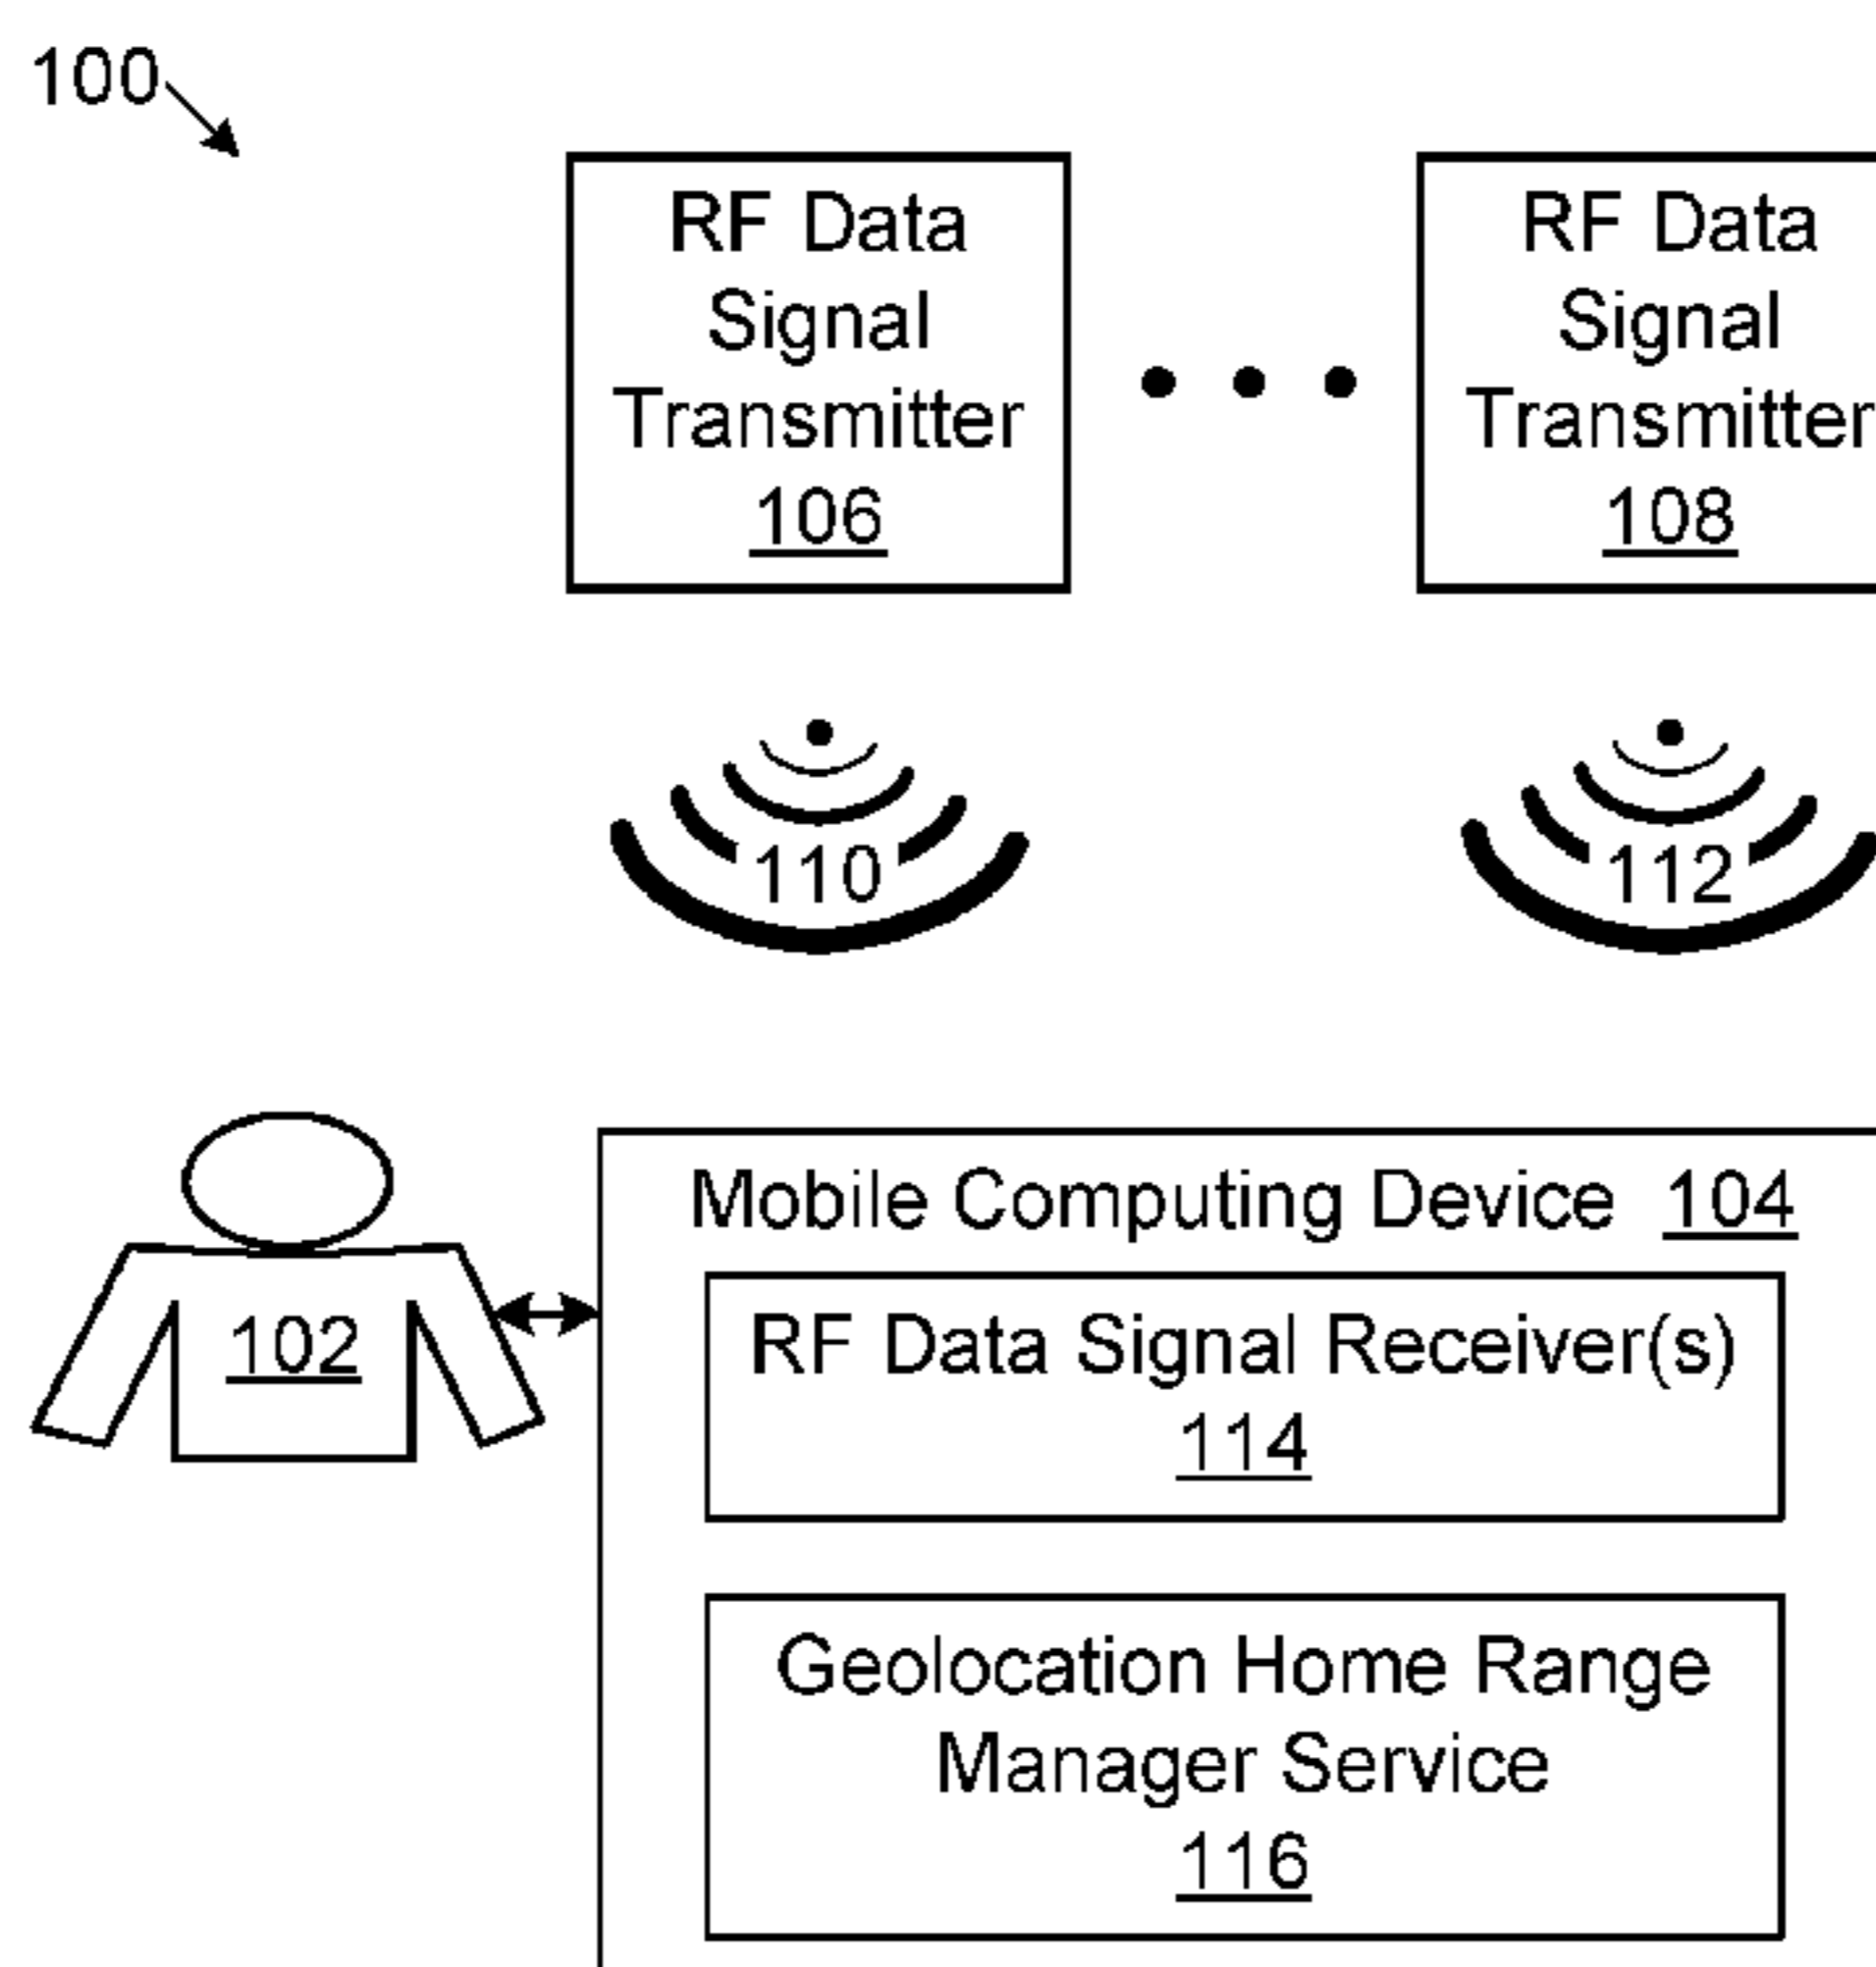 100
RF Data
Signal
Transmitter
106
RF Data
Signal
Transmitter
108
110
112
102
Mobile Computing Device 104
RF Data Signal Receiver(s)
114
Geolocation Home Range
Manager Service
116